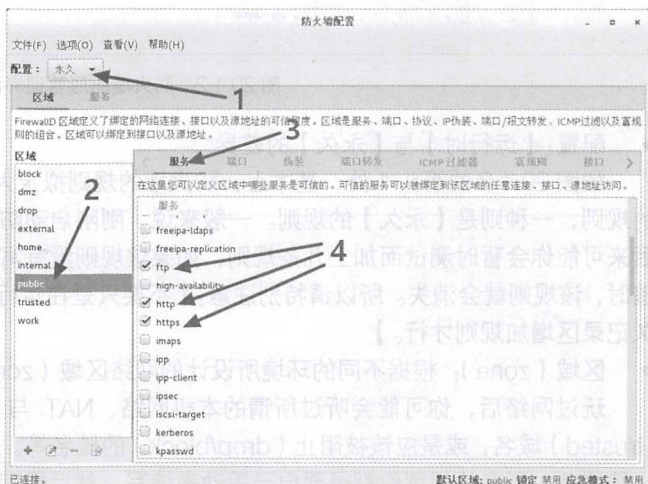 防火墙配置
文件(F) 选项(O) 查看(V) 帮助(H)
配置： 永久
区域 服务
FirewallD 区域定义了绑定的网络连接、接口以及源地址的可信程度。区域是服务、端口、协议、IP伪装、端口/报文转发、ICMP过滤以及富规
则的组合。区域可以绑定到接口以及源地址。
区域
block
dmz
drop
external
home
internal
public
trusted
work
服务 端口 伪装 端口转发 ICMP 过滤器 富规则 接口
在这里您可以定义区域中哪些服务是可信的。可信的服务可以被绑定到该区域的任意连接、接口、源地址访问。
服务
freeipa-ldaps
freeipa-replication
ftp
high-availability
http
https
imaps
ipp
ipp-client
ipsec
iscsi-target
kerberos
kpasswd
1
2
3
4
已连接。
默认区域: public 锁定 禁用 应急模式： 禁用